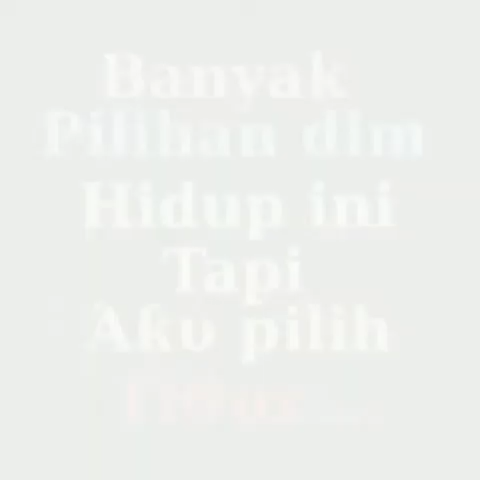 Banyak
Pilihan dlm
Hidup ini
Tapi
Aku pilih